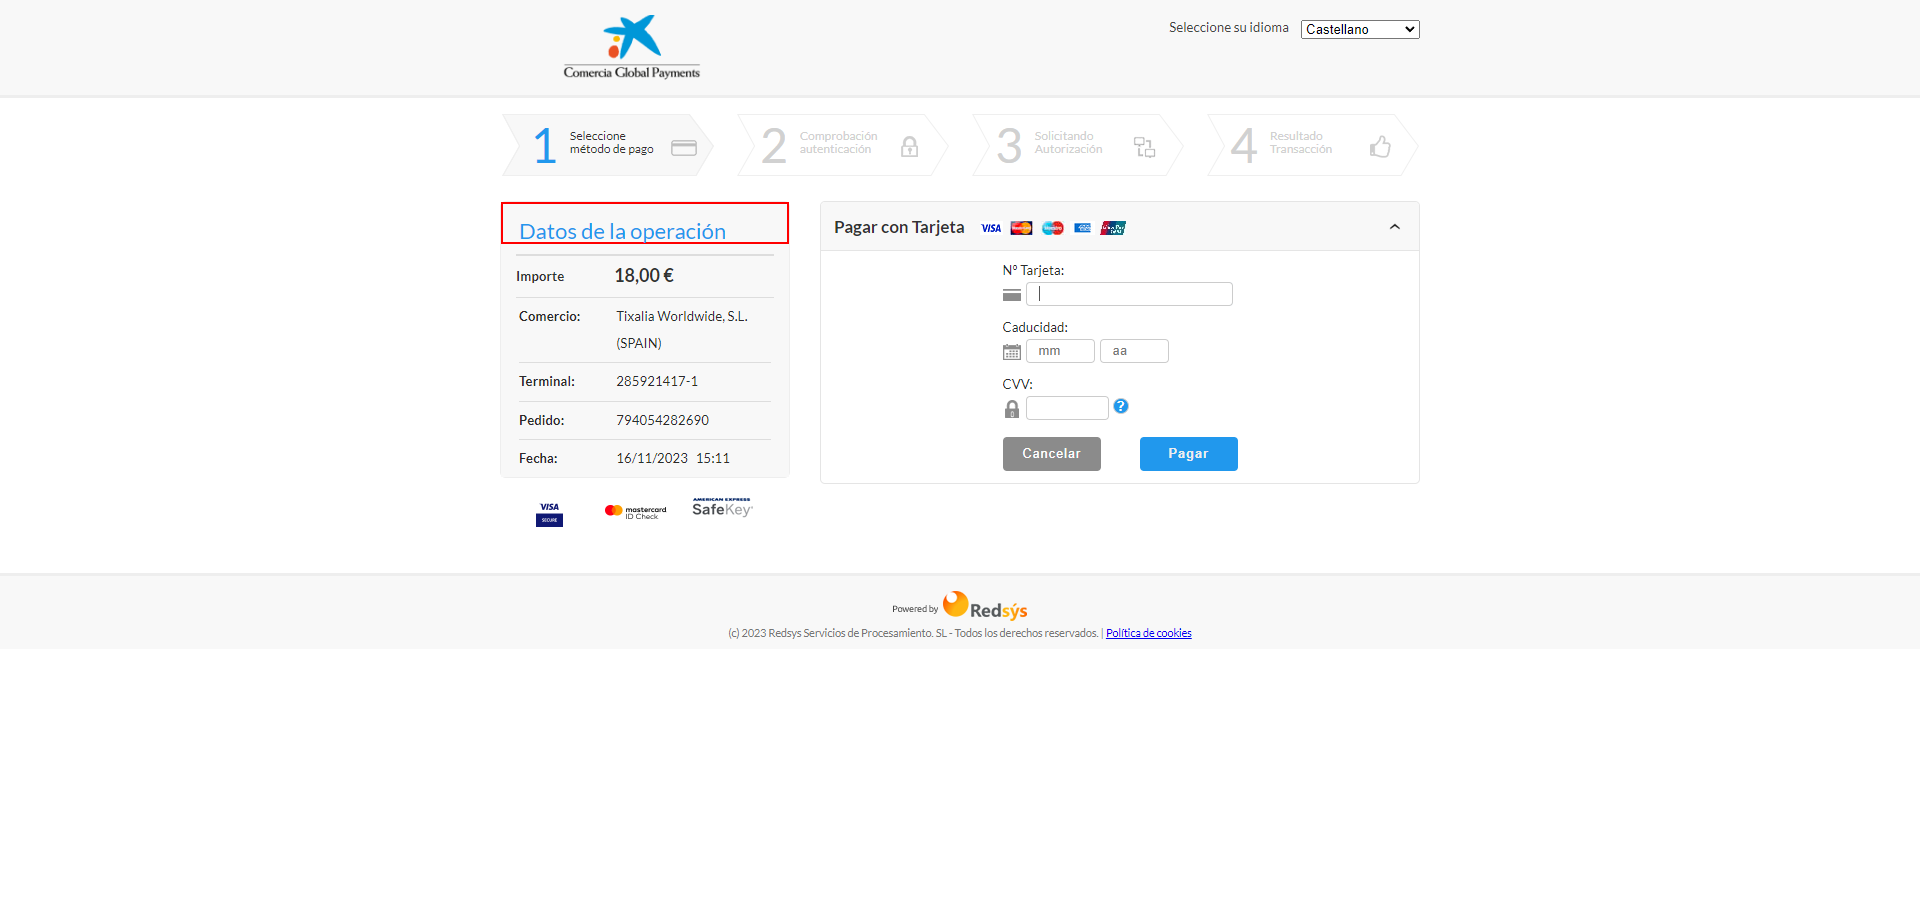 Comercia Global Payments
Seleccione su idioma Castellano
1 Seleccione
método de pago
2 Comprobación
autenticación
3 Solicitando
Autorización
4 Resultado
Transacción
Datos de la operación
Importe 18,00 €
Comercio: Tixalia Worldwide, S.L.
(SPAIN)
Terminal: 285921417-1
Pedido: 794054282690
Fecha: 16/11/2023 15:11
VISA
SECURE
mastercard
ID Check
AMERICAN EXPRESS
SafeKey
Pagar con Tarjeta VISA
Nº Tarjeta:
Caducidad:
mm aa
CVV:
?
Cancelar Pagar
Powered by Redsýs
(c) 2023 Redsys Servicios de Procesamiento. SL - Todos los derechos reservados. | Política de cookies